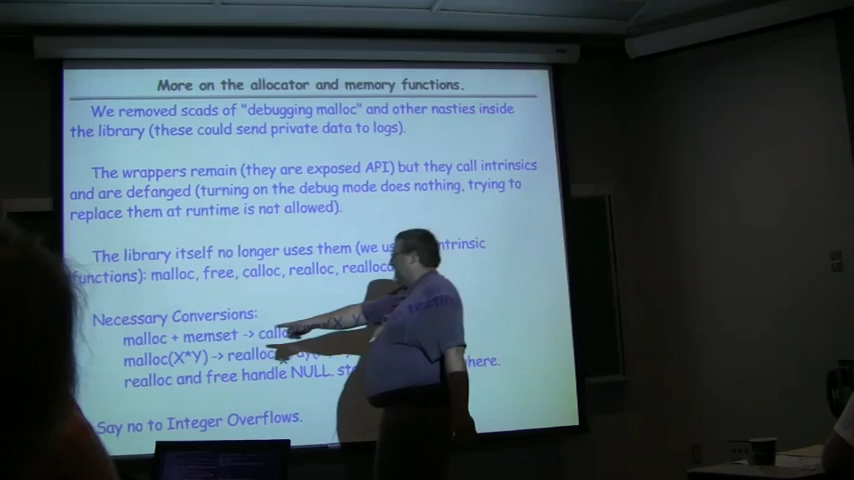 More on the allocator and memory functions.
We removed scads of "debugging malloc" and other nasties inside
the library (these could send private data to logs).
The wrappers remain (they are exposed API) but they call intrinsics
and are defanged (turning on the debug mode does nothing, trying to
replace them at runtime is not allowed).
The library itself no longer uses them (we intrinsic
functions): malloc, free, calloc, realloc,
Necessary Conversions:
malloc + memset ->
malloc(X*Y) ->
realloc and free handle NULL.
Say no to Integer Overflows.